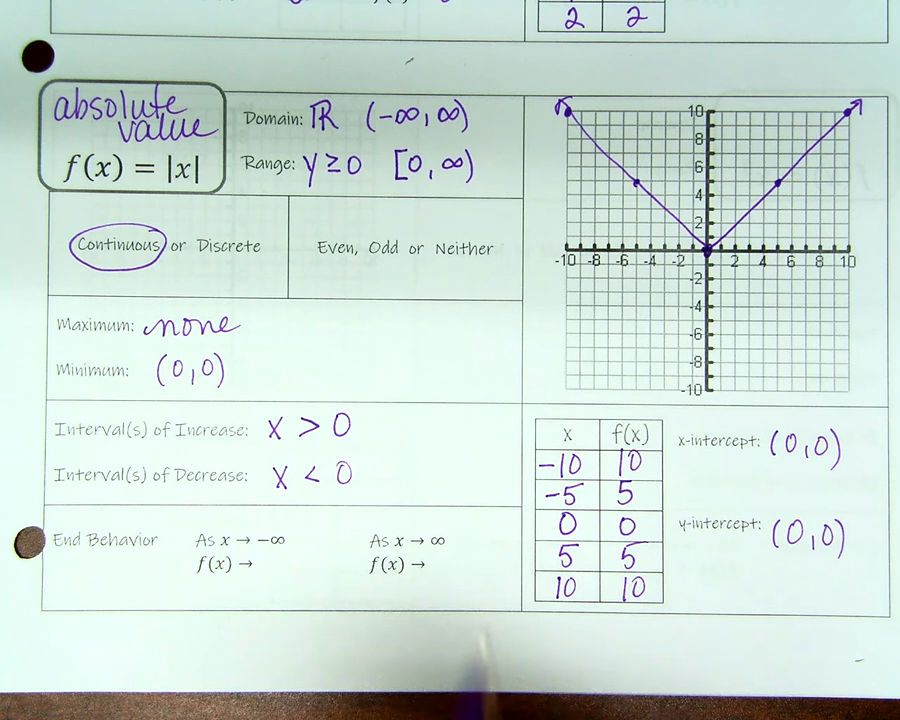 2 2
absolute
value
f(x) = |x|
Domain: ℝ (-∞, ∞)
Range: y ≥ 0 [0, ∞)
Continuous or Discrete
Even, Odd or Neither
Maximum: none
Minimum: (0,0)
Interval(s) of Increase: x > 0
Interval(s) of Decrease: x < 0
End Behavior As x → -∞ As x → ∞
f(x) → f(x) →
10
8
6
4
2
-10 -8 -6 -4 -2 2 4 6 8 10
-2
-4
-6
-8
-10
x f(x)
-10 10
-5 5
0 0
5 5
10 10
x-intercept: (0,0)
y-intercept: (0,0)